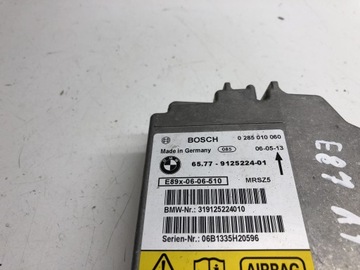 BOSCH 0 285 010 060
Made in Germany 085 06-05-13
65.77 - 9125224-01
E89x-06-06-510 MRSZ5
BMW-Nr.: 319125224010
Serien-Nr.: 06B1335H20596
AIRBAG
E87